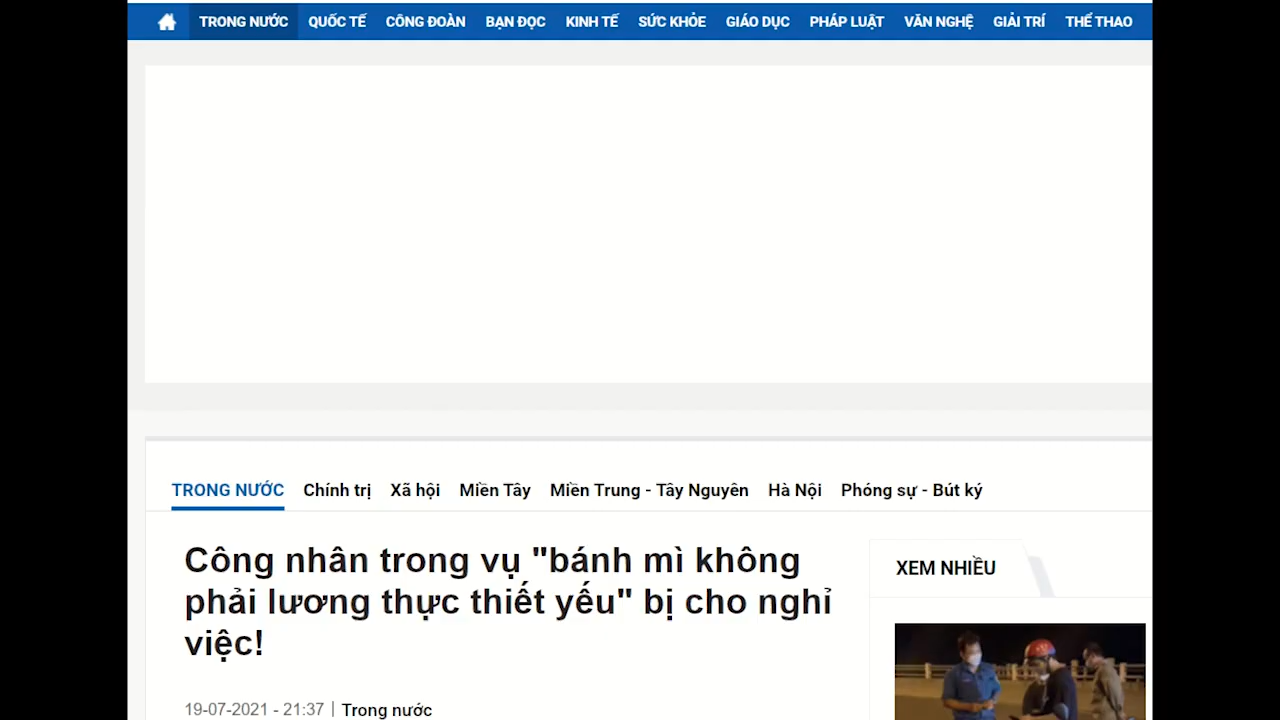 TRONG NƯỚC QUỐC TẾ CÔNG ĐOÀN BẠN ĐỌC KINH TẾ SỨC KHỎE GIÁO DỤC PHÁP LUẬT VĂN NGHỆ GIẢI TRÍ THỂ THAO
TRONG NƯỚC Chính trị Xã hội Miền Tây Miền Trung - Tây Nguyên Hà Nội Phóng sự - Bút ký
Công nhân trong vụ "bánh mì không
phải lương thực thiết yếu" bị cho nghỉ
việc!
19-07-2021 - 21:37 | Trong nước
XEM NHIỀU